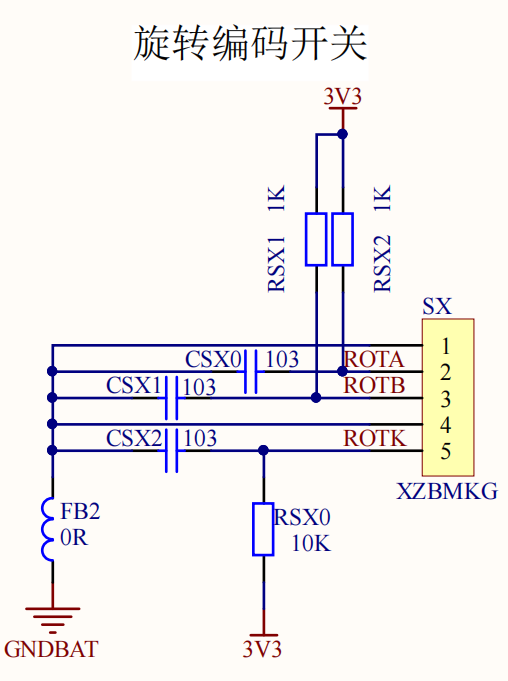 旋转编码开关
3V3
RSX1 1K
RSX2 1K
SX
1
CSX0 103 ROTA 2
CSX1 103 ROTB 3
4
CSX2 103 ROTK 5
XZBMKG
FB2
0R
RSX0
10K
GNDBAT
3V3